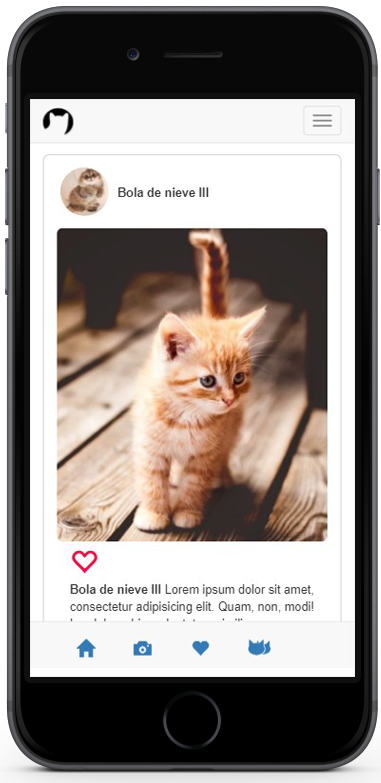 Bola de nieve III
Bola de nieve III Lorem ipsum dolor sit amet,
consectetur adipisicing elit. Quam, non, modi!